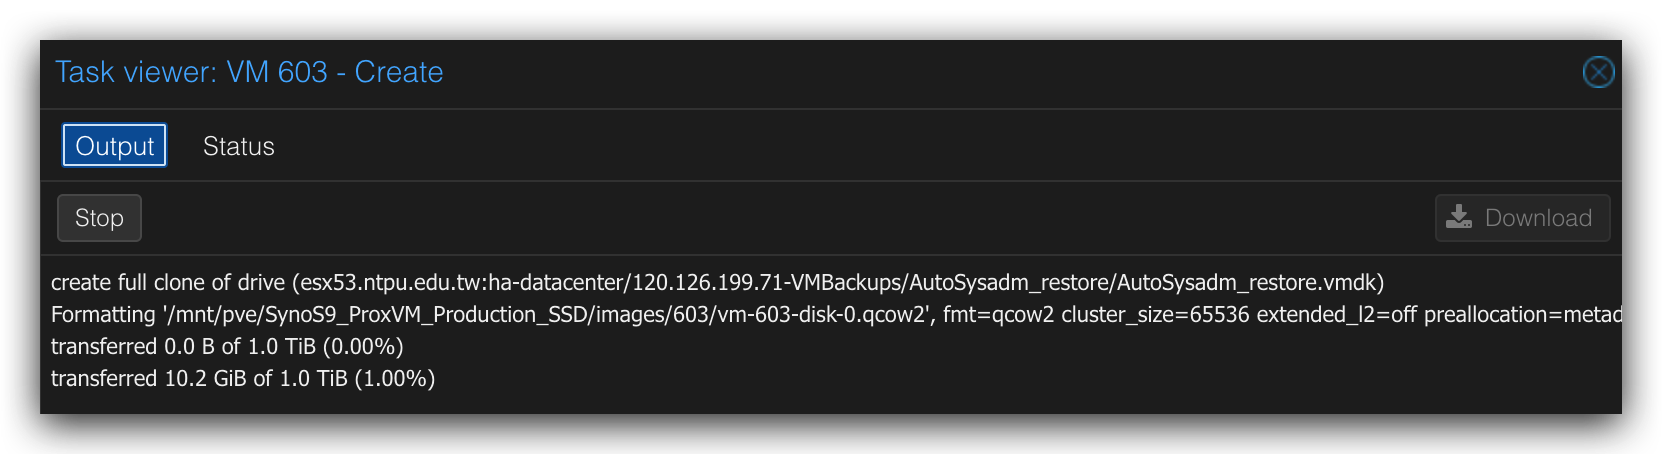 Task viewer: VM 603 - Create
Output Status
Stop Download
create full clone of drive (esx53.ntpu.edu.tw:ha-datacenter/120.126.199.71-VMBackups/AutoSysadm_restore/AutoSysadm_restore.vmdk)
Formatting '/mnt/pve/SynoS9_ProxVM_Production_SSD/images/603/vm-603-disk-0.qcow2', fmt=qcow2 cluster_size=65536 extended_l2=off preallocation=metad
transferred 0.0 B of 1.0 TiB (0.00%)
transferred 10.2 GiB of 1.0 TiB (1.00%)